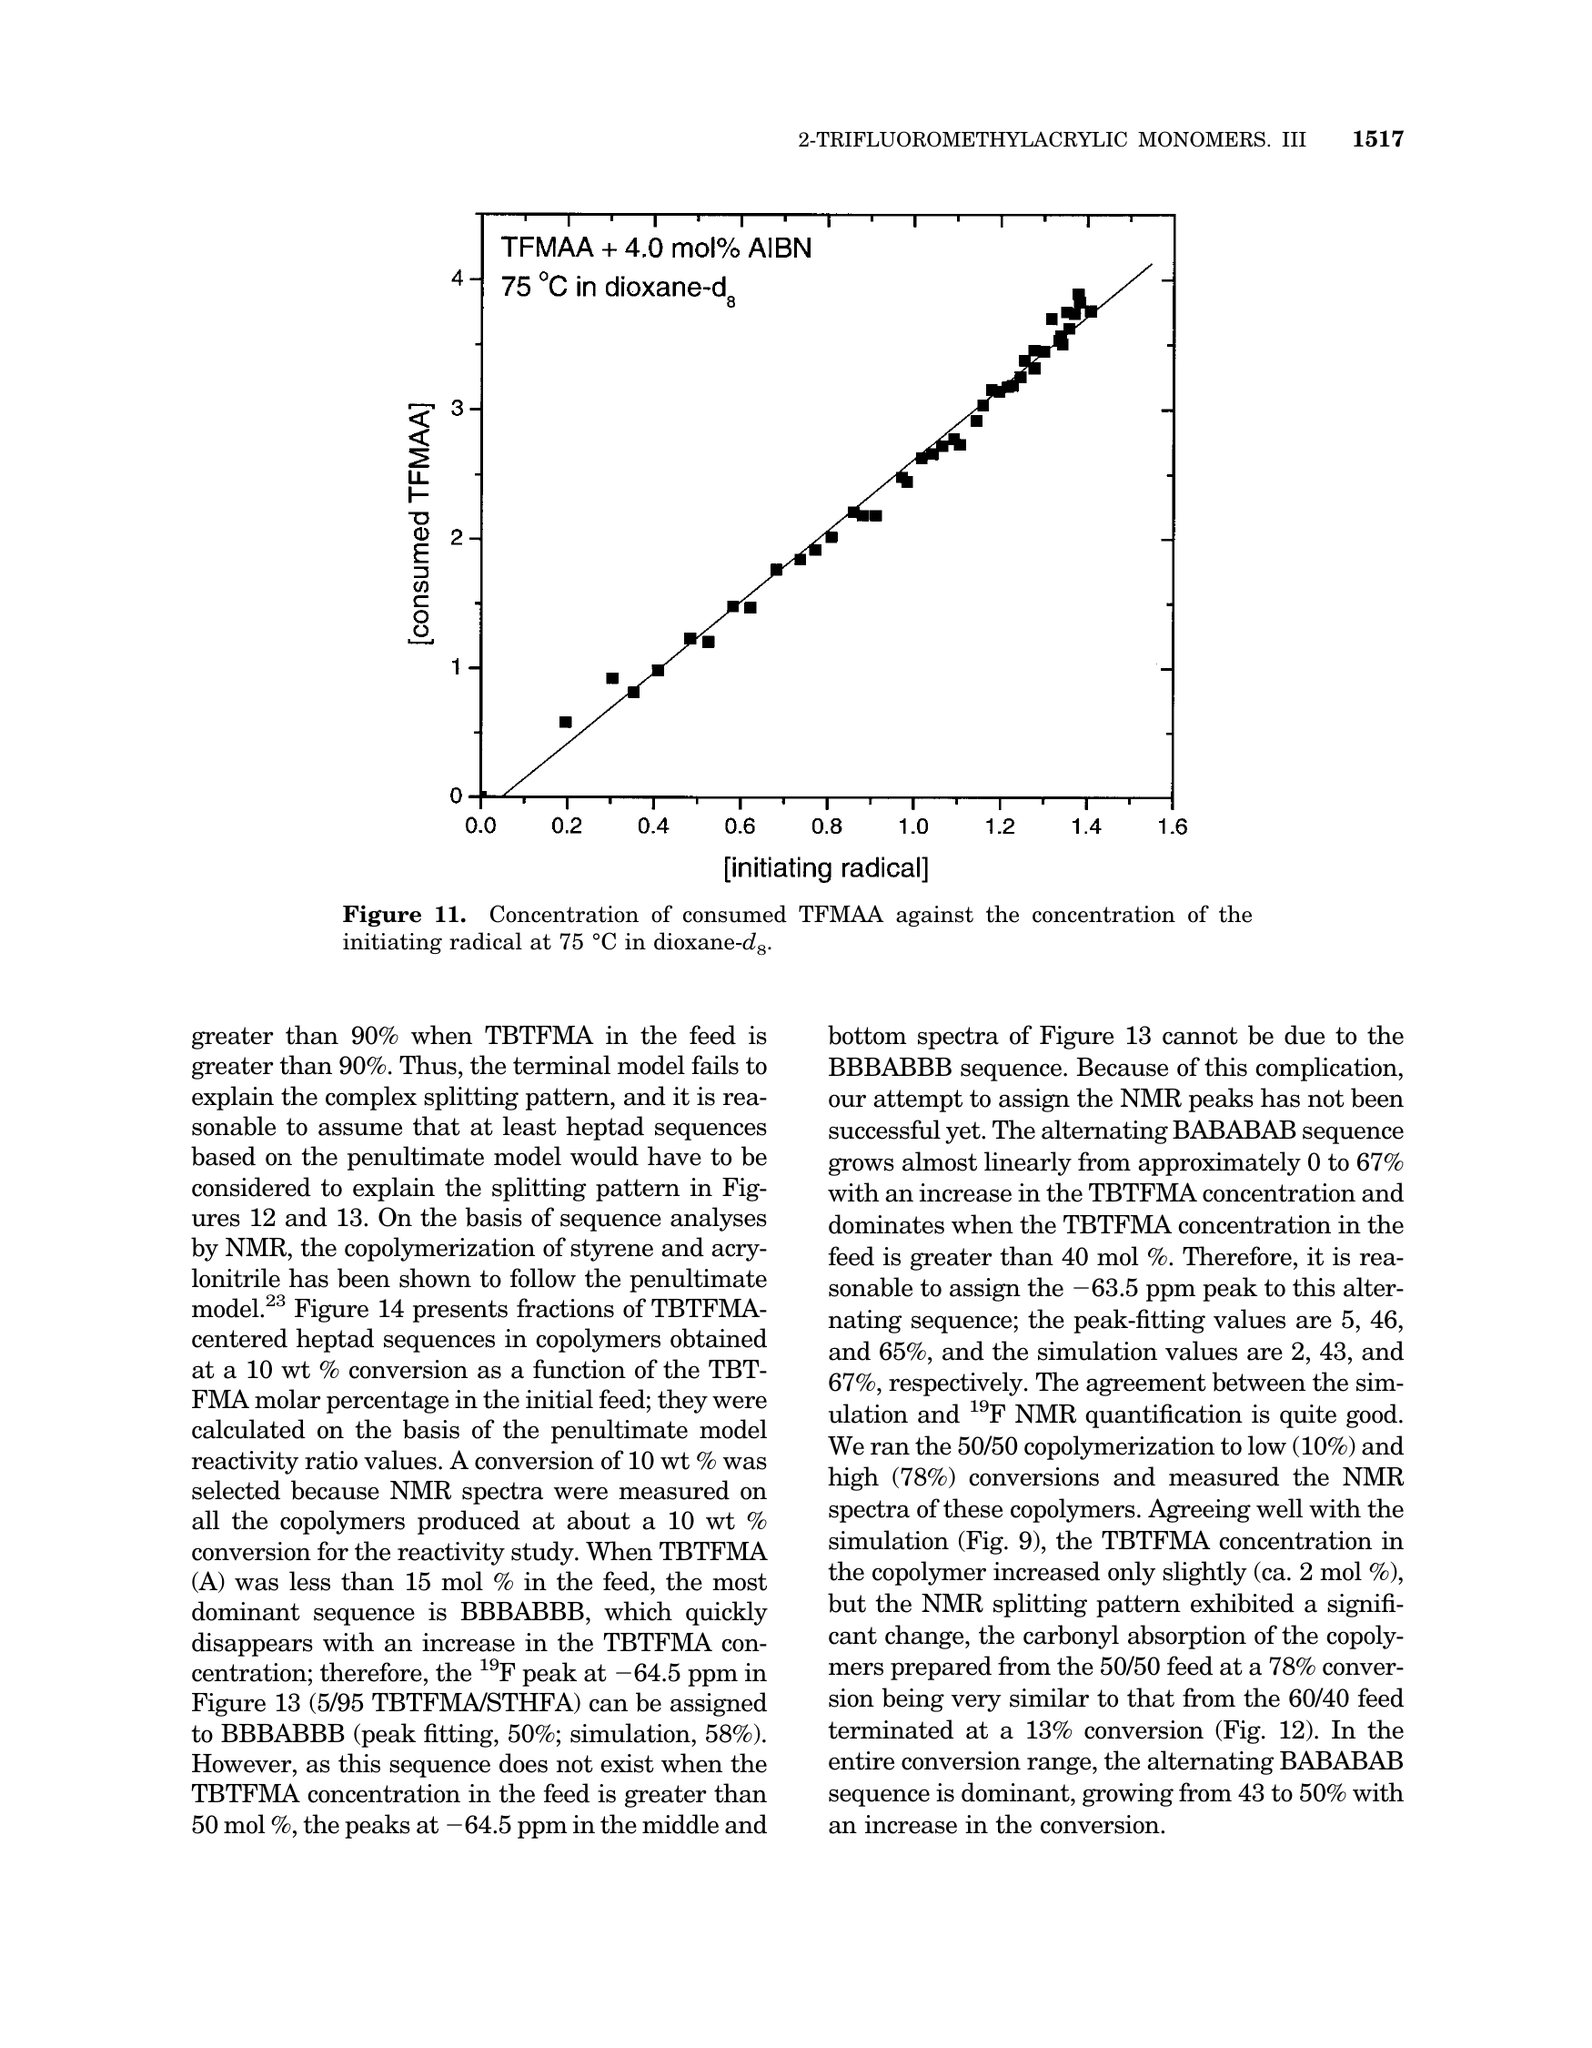 2-TRIFLUOROMETHYLACRYLIC MONOMERS. III 1517
TFMAA + 4.0 mol% AIBN
75 °C in dioxane-d8
4
3
2
1
0
[consumed TFMAA]
0.0 0.2 0.4 0.6 0.8 1.0 1.2 1.4 1.6
[initiating radical]
Figure 11. Concentration of consumed TFMAA against the concentration of the
initiating radical at 75 °C in dioxane-d8.
greater than 90% when TBTFMA in the feed is
greater than 90%. Thus, the terminal model fails to
explain the complex splitting pattern, and it is rea-
sonable to assume that at least heptad sequences
based on the penultimate model would have to be
considered to explain the splitting pattern in Fig-
ures 12 and 13. On the basis of sequence analyses
by NMR, the copolymerization of styrene and acry-
lonitrile has been shown to follow the penultimate
model.23 Figure 14 presents fractions of TBTFMA-
centered heptad sequences in copolymers obtained
at a 10 wt % conversion as a function of the TBT-
FMA molar percentage in the initial feed; they were
calculated on the basis of the penultimate model
reactivity ratio values. A conversion of 10 wt % was
selected because NMR spectra were measured on
all the copolymers produced at about a 10 wt %
conversion for the reactivity study. When TBTFMA
(A) was less than 15 mol % in the feed, the most
dominant sequence is BBBABBB, which quickly
disappears with an increase in the TBTFMA con-
centration; therefore, the 19F peak at −64.5 ppm in
Figure 13 (5/95 TBTFMA/STHFA) can be assigned
to BBBABBB (peak fitting, 50%; simulation, 58%).
However, as this sequence does not exist when the
TBTFMA concentration in the feed is greater than
50 mol %, the peaks at −64.5 ppm in the middle and
bottom spectra of Figure 13 cannot be due to the
BBBABBB sequence. Because of this complication,
our attempt to assign the NMR peaks has not been
successful yet. The alternating BABABAB sequence
grows almost linearly from approximately 0 to 67%
with an increase in the TBTFMA concentration and
dominates when the TBTFMA concentration in the
feed is greater than 40 mol %. Therefore, it is rea-
sonable to assign the −63.5 ppm peak to this alter-
nating sequence; the peak-fitting values are 5, 46,
and 65%, and the simulation values are 2, 43, and
67%, respectively. The agreement between the sim-
ulation and 19F NMR quantification is quite good.
We ran the 50/50 copolymerization to low (10%) and
high (78%) conversions and measured the NMR
spectra of these copolymers. Agreeing well with the
simulation (Fig. 9), the TBTFMA concentration in
the copolymer increased only slightly (ca. 2 mol %),
but the NMR splitting pattern exhibited a signifi-
cant change, the carbonyl absorption of the copoly-
mers prepared from the 50/50 feed at a 78% conver-
sion being very similar to that from the 60/40 feed
terminated at a 13% conversion (Fig. 12). In the
entire conversion range, the alternating BABABAB
sequence is dominant, growing from 43 to 50% with
an increase in the conversion.